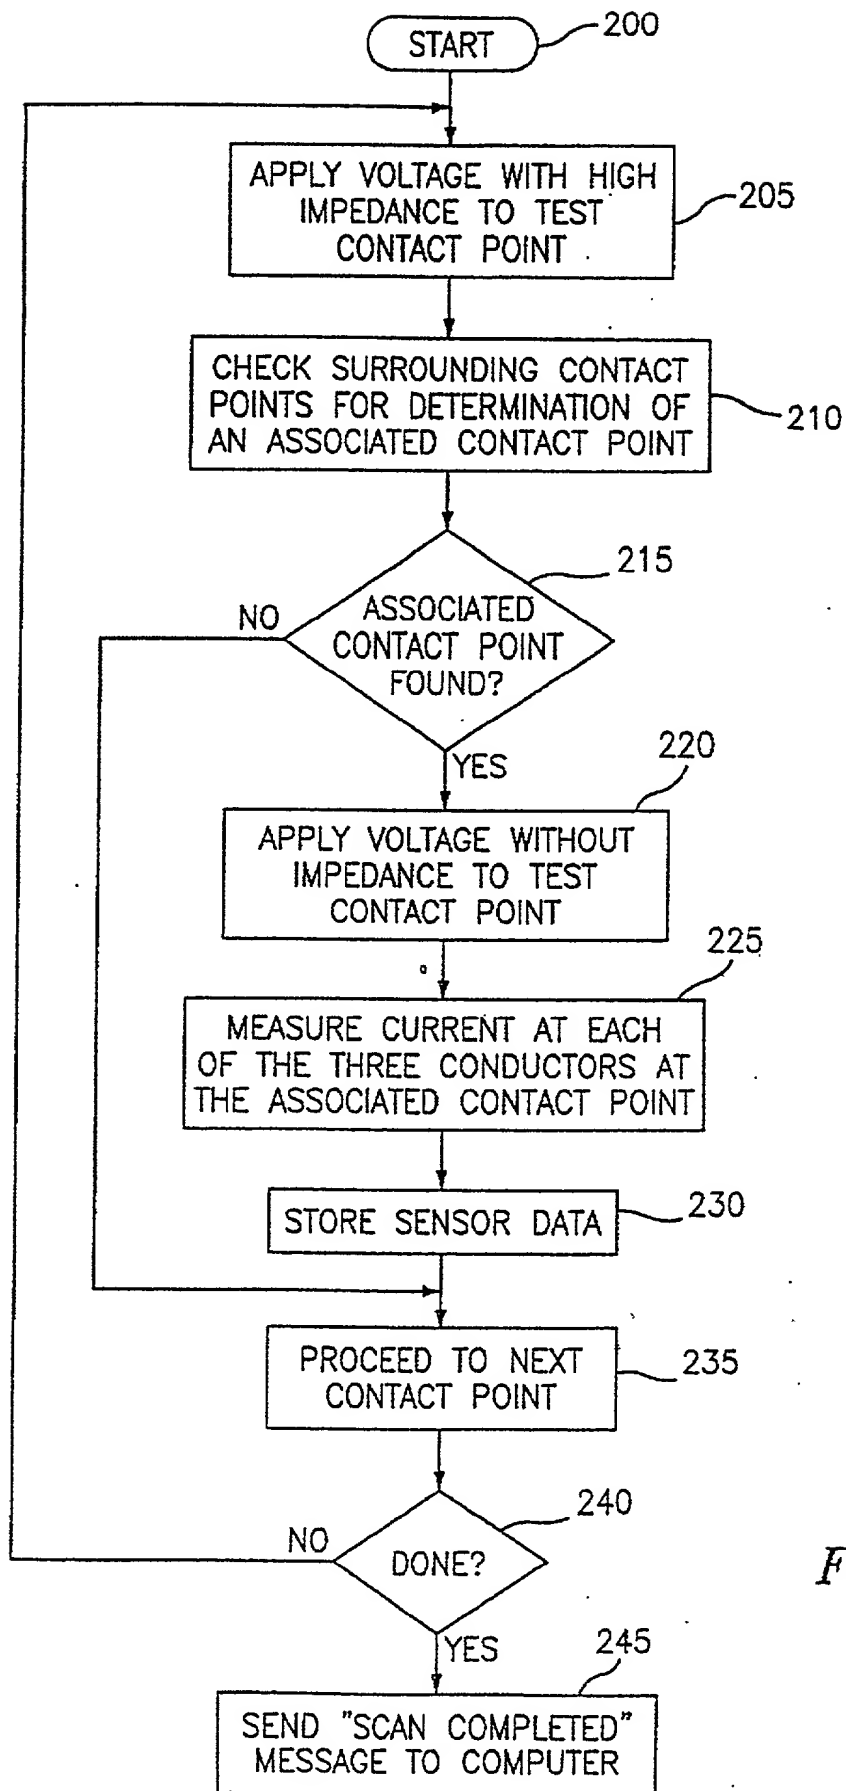 START
200
APPLY VOLTAGE WITH HIGH
IMPEDANCE TO TEST
CONTACT POINT
205
CHECK SURROUNDING CONTACT
POINTS FOR DETERMINATION OF
AN ASSOCIATED CONTACT POINT
210
215
NO
ASSOCIATED
CONTACT POINT
FOUND?
YES
220
APPLY VOLTAGE WITHOUT
IMPEDANCE TO TEST
CONTACT POINT
225
MEASURE CURRENT AT EACH
OF THE THREE CONDUCTORS AT
THE ASSOCIATED CONTACT POINT
STORE SENSOR DATA
230
PROCEED TO NEXT
CONTACT POINT
235
240
NO
DONE?
F
YES
245
SEND "SCAN COMPLETED"
MESSAGE TO COMPUTER